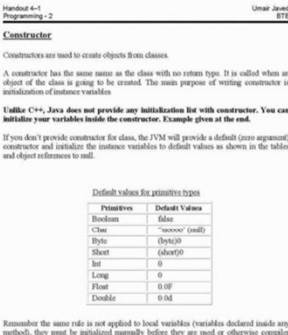 Handout 4-1
Umair Javed
Programming - 2
BTE
Constructor
Constructors are used to create objects from classes.
A constructor has the same name as the class with no return type. It is called when an
object of the class is going to be created. The main purpose of writing constructor is
initialization of instance variables
Unlike C++, Java does not provide any initialization list with constructor. You can
initialize your variables inside the constructor. Example given at the end.
If you don't provide constructor for class, the JVM will provide a default (zero argument)
constructor and initialize the instance variables to default values as shown in the table
and object references to null.
Default values for primitive types
Primitives Default Values
Boolean false
Char (null)
Byte (byte)0
Short (short)0
Int 0
Long 0
Float 0.0F
Double 0.0d
Remember the same rule is not applied to local variables (variables declared inside any
method), they must be initialized manually before they are used or otherwise compiler